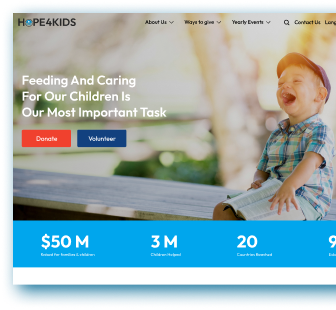 HOPE4KIDS
About Us
Ways to give
Yearly Events
Contact Us
Lang
Feeding And Caring
For Our Children Is
Our Most Important Task
Donate
Volunteer
$50 M
3 M
20
9
Raised for families & children
Children Helped
Countries Reached